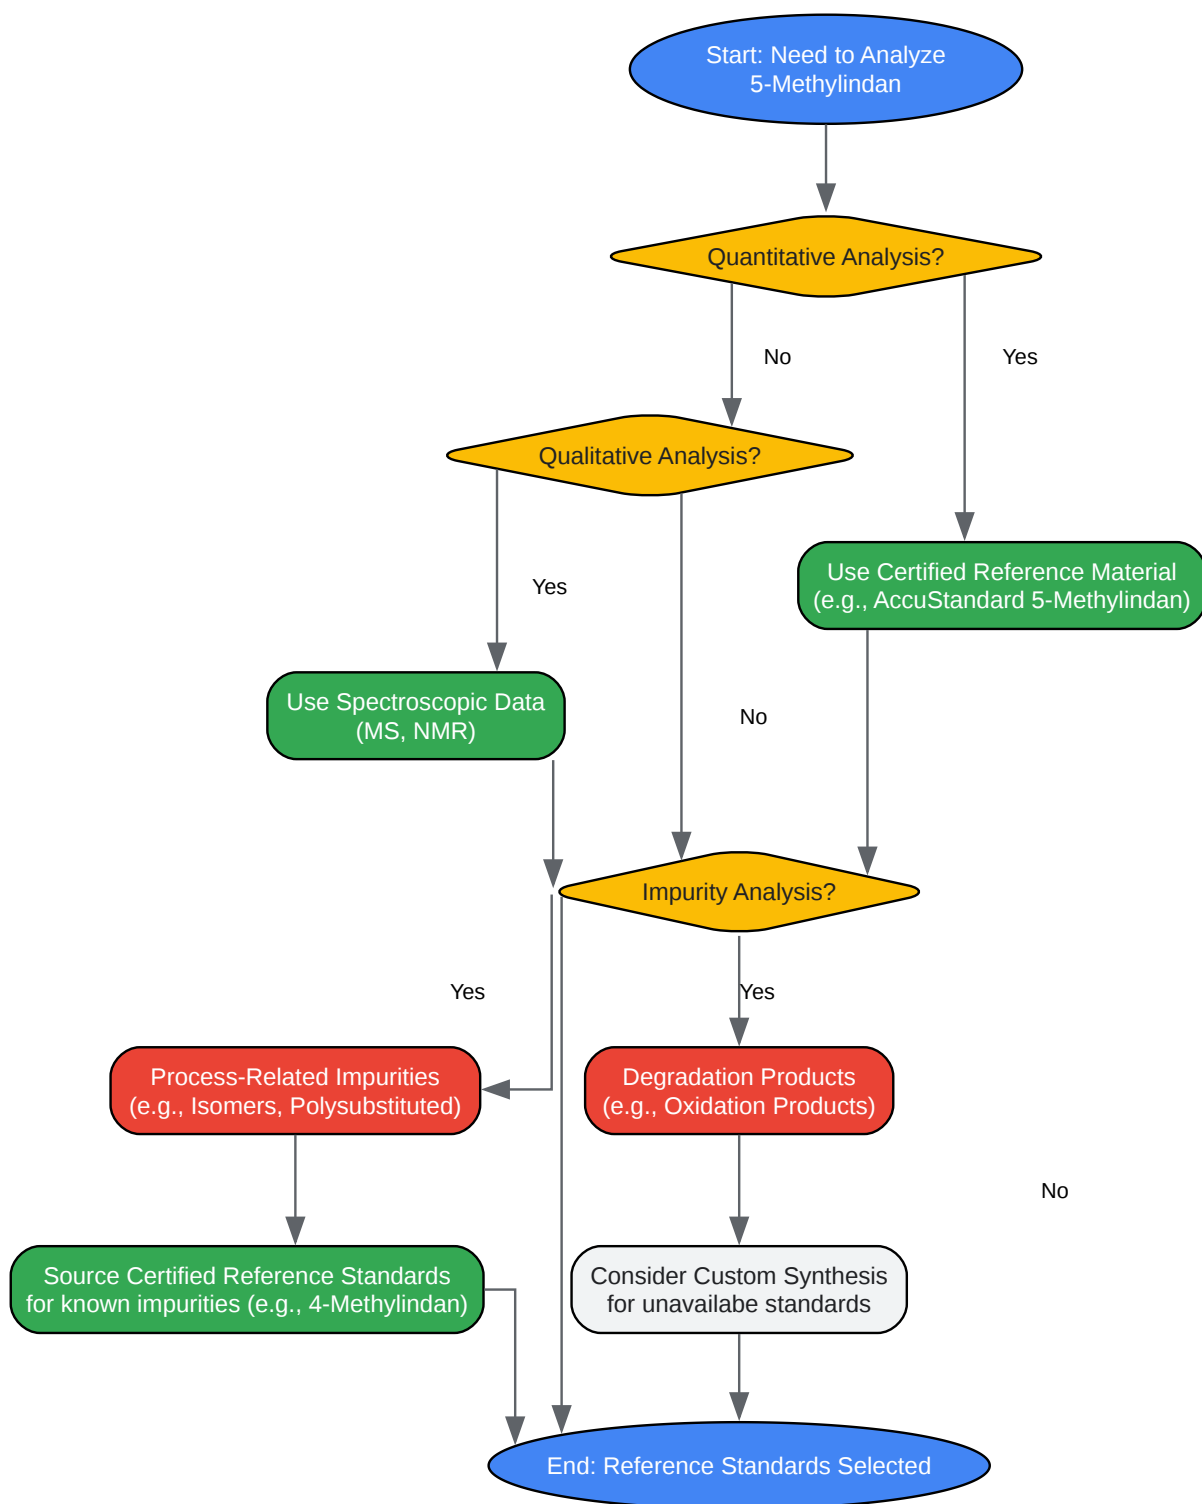 Start: Need to Analyze
5-Methylindan
Quantitative Analysis?
No
Yes
Qualitative Analysis?
Use Certified Reference Material
(e.g., AccuStandard 5-Methylindan)
Yes
Use Spectroscopic Data
(MS, NMR)
No
Impurity Analysis?
Yes
Yes
Process-Related Impurities
(e.g., Isomers, Polysubstituted)
Degradation Products
(e.g., Oxidation Products)
No
Source Certified Reference Standards
for known impurities (e.g., 4-Methylindan)
Consider Custom Synthesis
for unavailabe standards
End: Reference Standards Selected